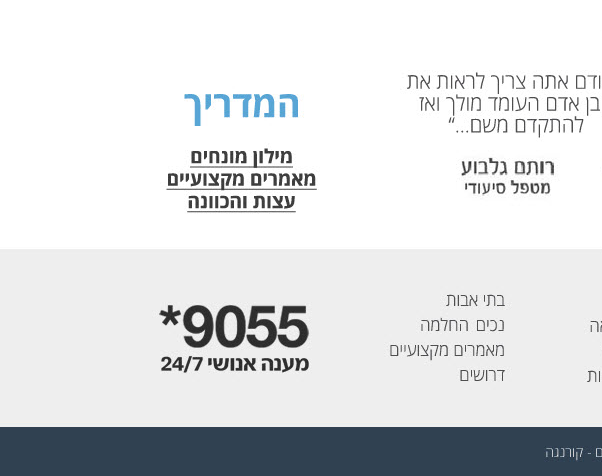 ודם אתה צריך לראות את
בן אדם העומד מולך ואז
להתקדם משם..."
רותם גלבוע
מטפל סיעודי
המדריך
מילון מונחים
מאמרים מקצועיים
עצות והכוונה
בתי אבות
נכים החלמה
מאמרים מקצועיים
דרושים
*9055
מענה אנושי 24/7
ם - קורנגה